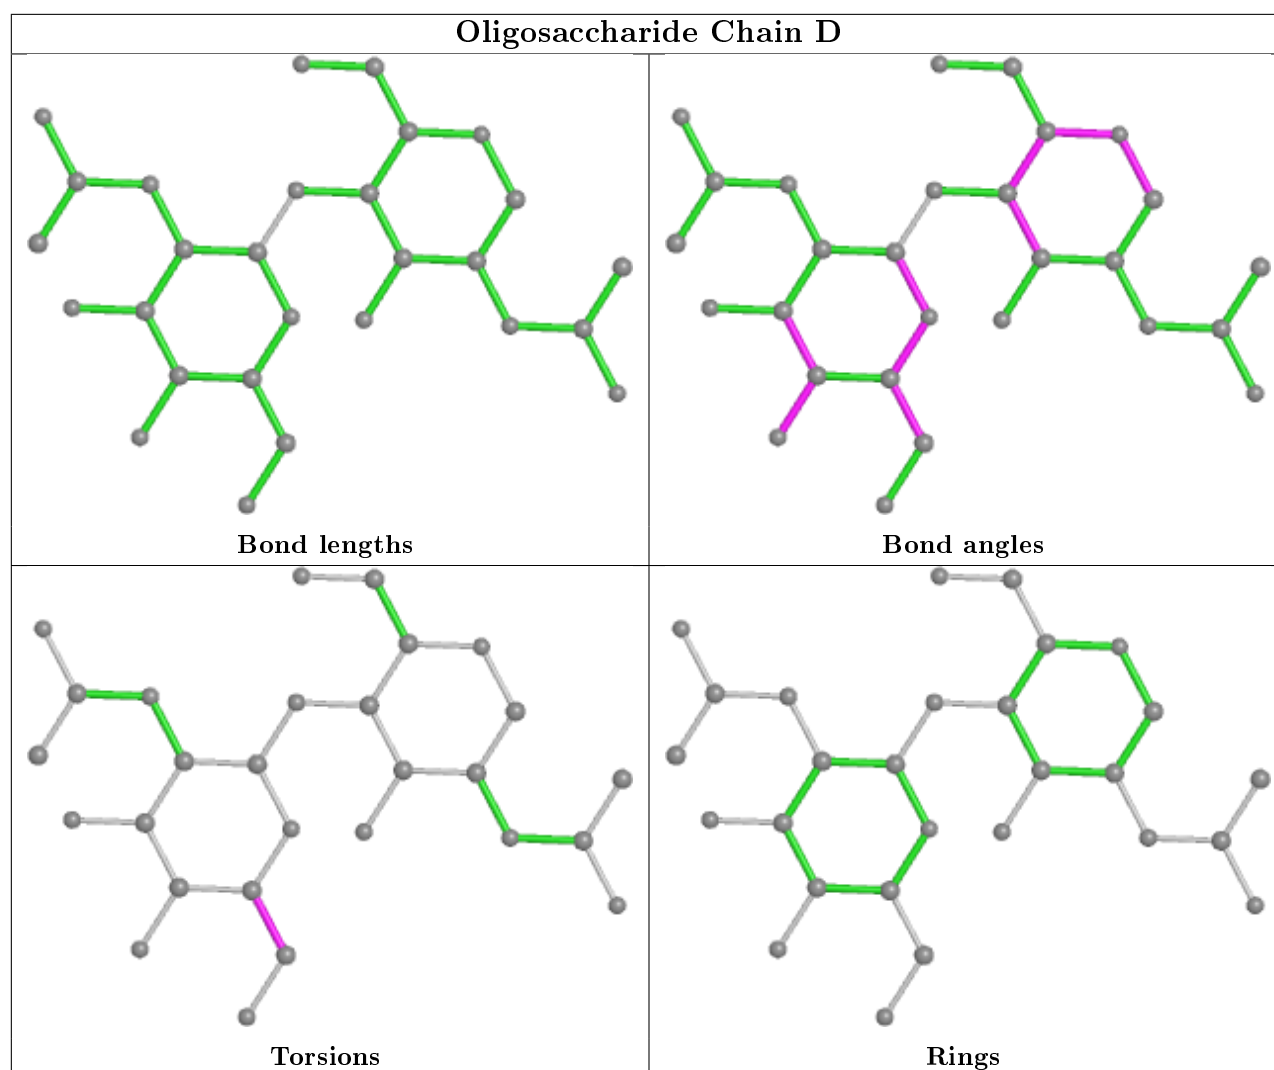 Oligosaccharide Chain D
Bond lengths
Bond angles
Torsions
Rings